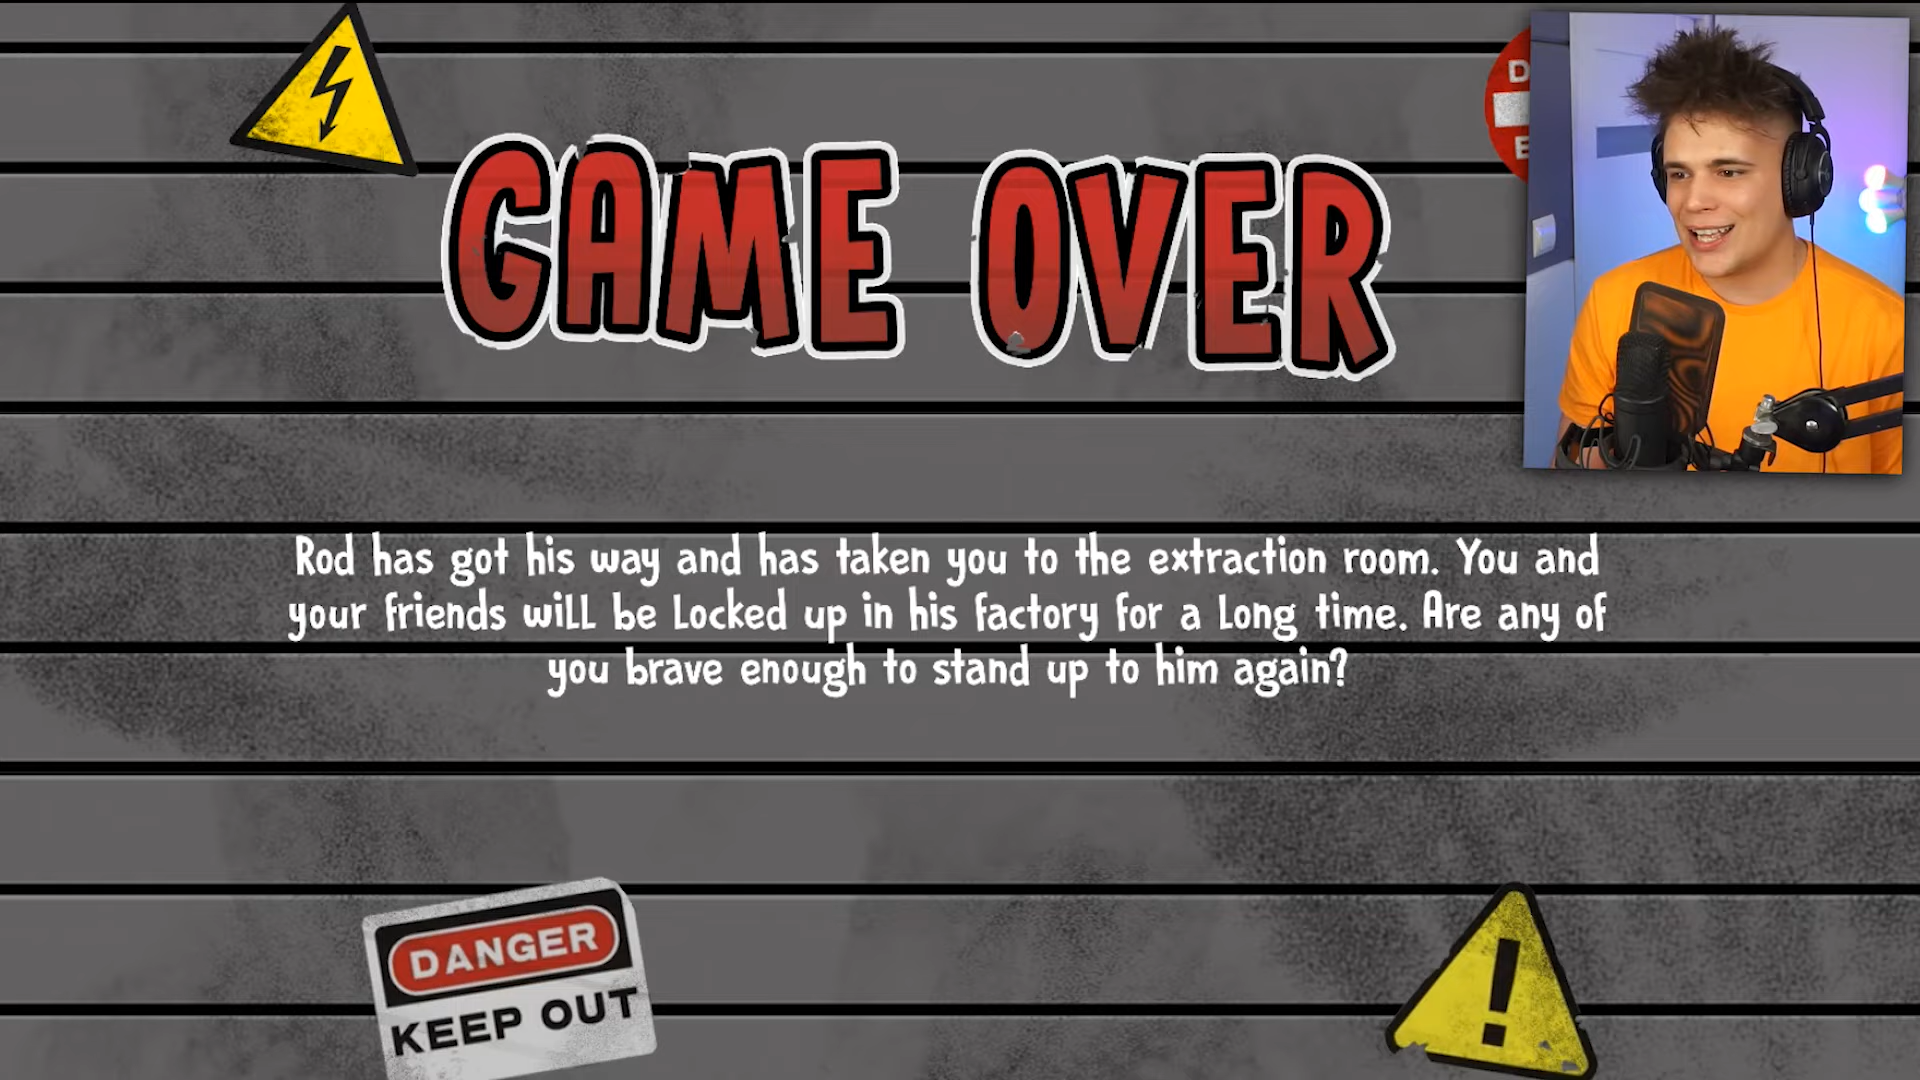 GAME OVER
Rod has got his way and has taken you to the extraction room. You and
your friends will be locked up in his factory for a long time. Are any of
you brave enough to stand up to him again?
DANGER
KEEP OUT